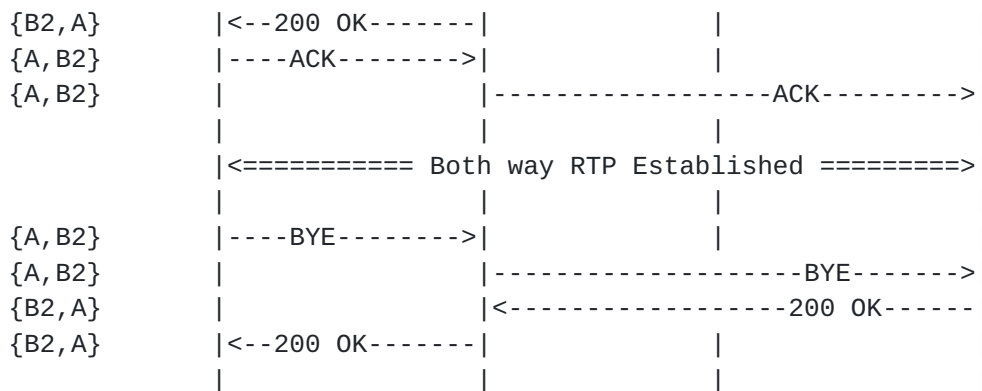 {B2,A}       |<--200 OK-------|              |
{A,B2}       |----ACK-------->|              |
{A,B2}       |                |------------------ACK--------->
             |                |              |
             |<=========== Both way RTP Established =========>
             |                |              |
{A,B2}       |----BYE-------->|              |
{A,B2}       |                |--------------------BYE------->
{B2,A}       |                |<------------------200 OK------
{B2,A}       |<--200 OK-------|              |
             |                |              |